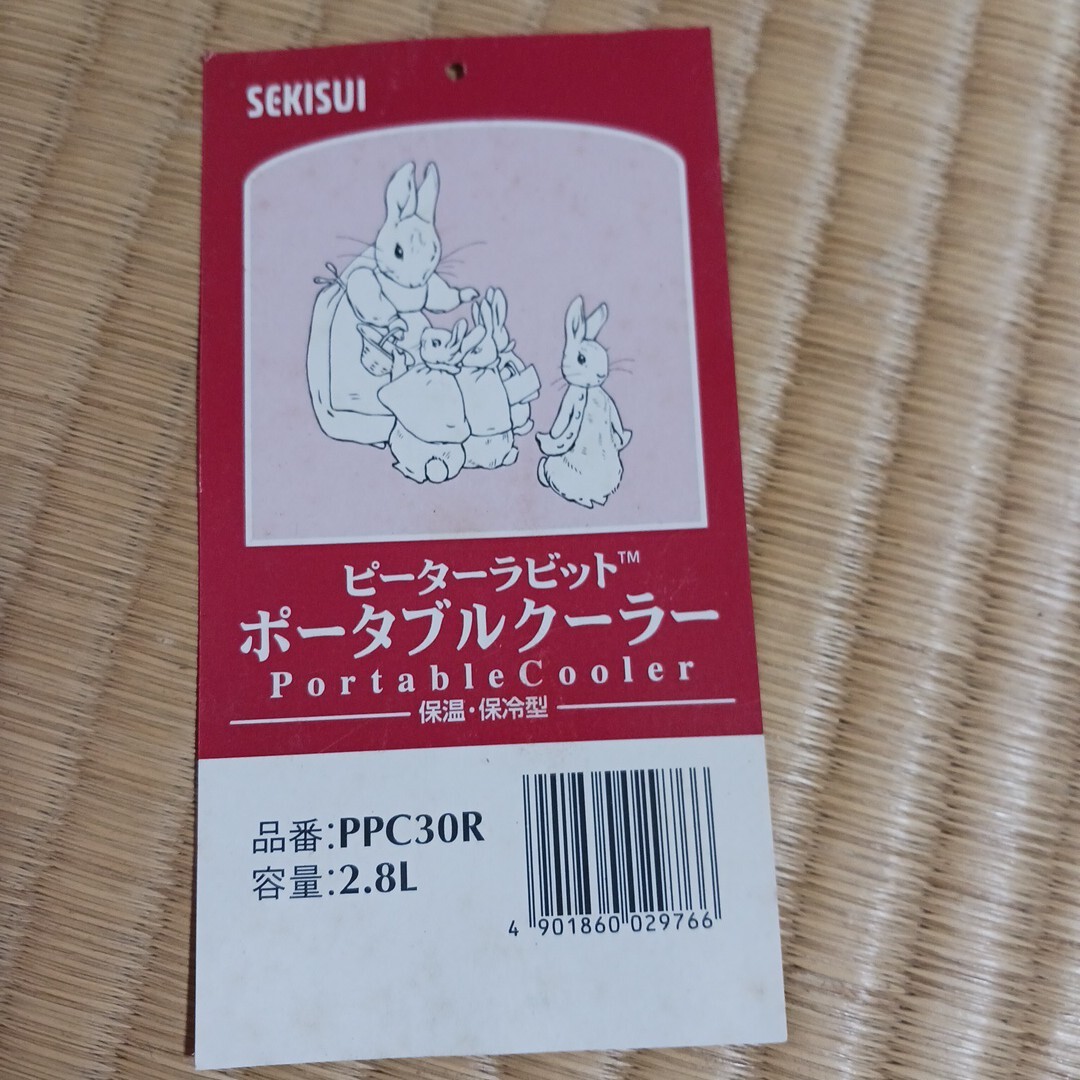 SEKISUI
ピーターラビット™
ポータブルクーラー
PortableCooler
保温・保冷型
品番:PPC30R
容量:2.8L
4 901860 029766